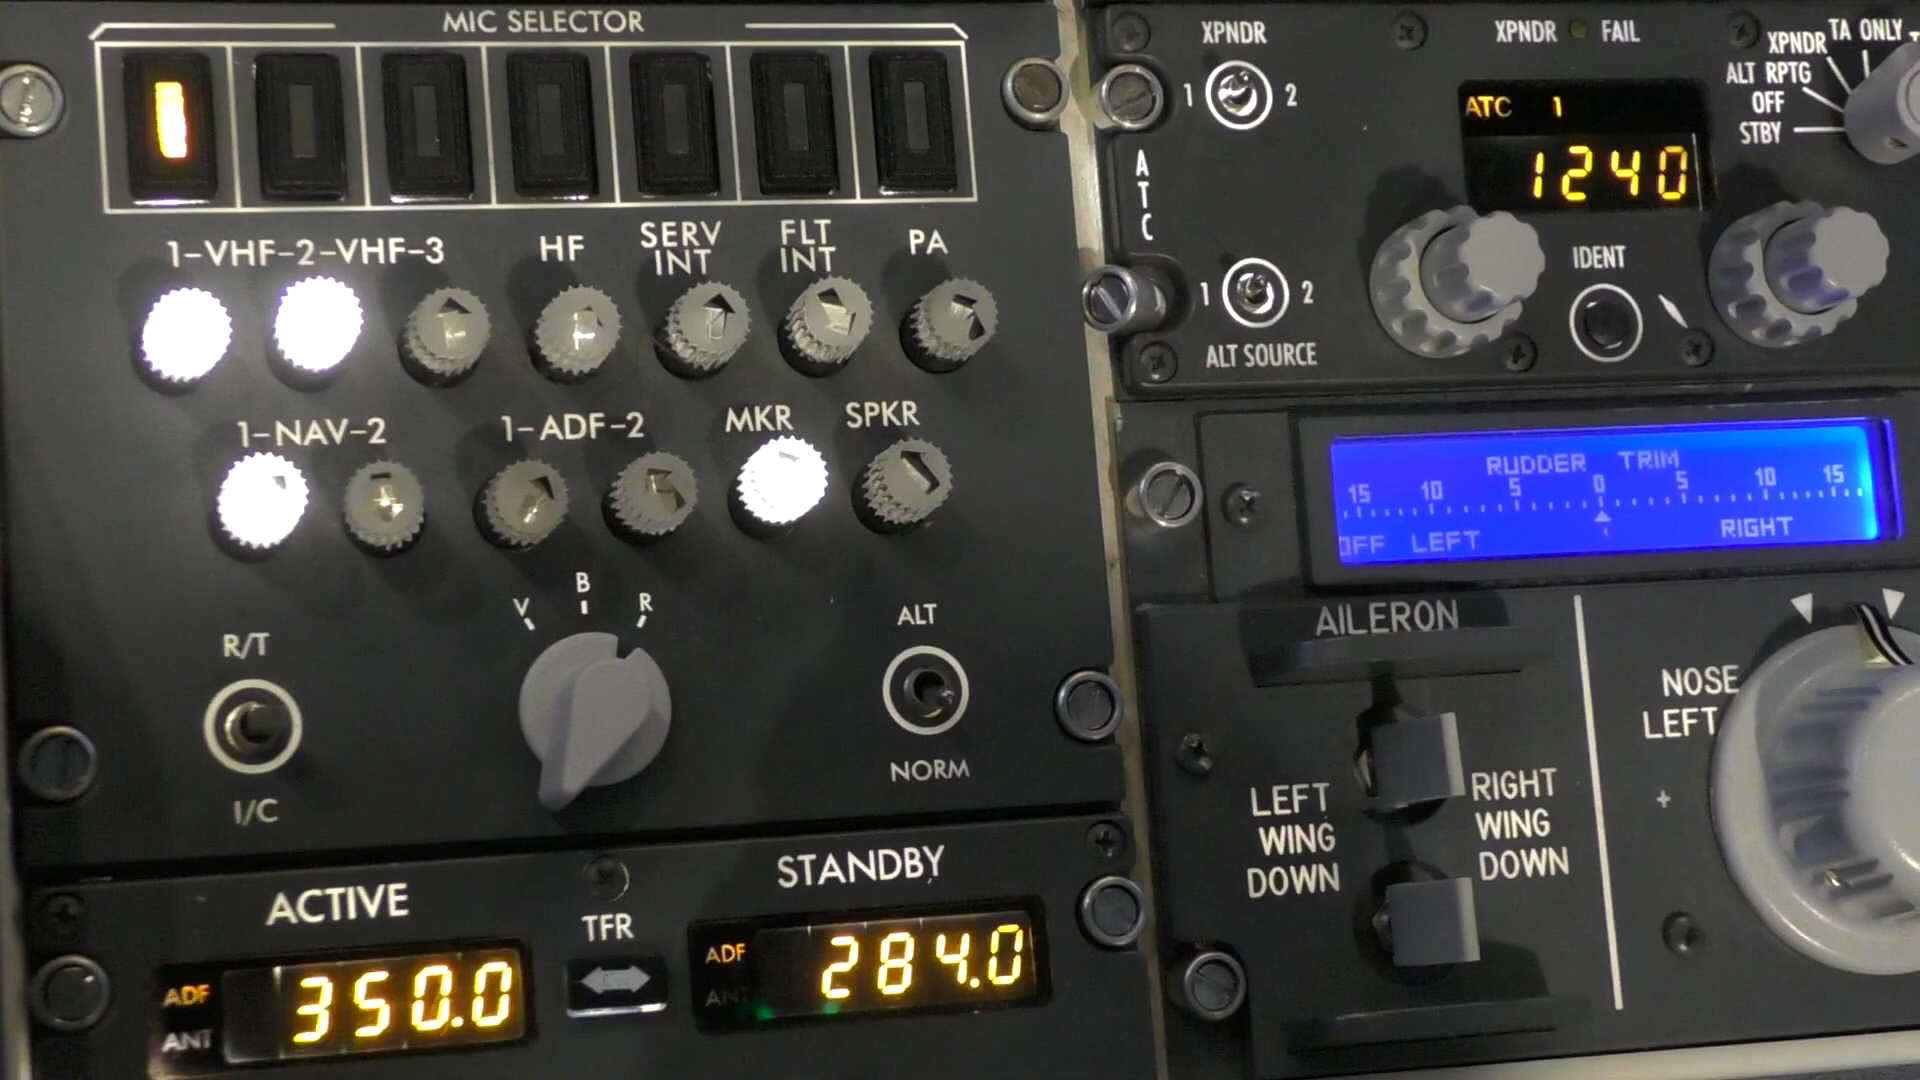 MIC SELECTOR
1-VHF-2-VHF-3
HF
SERV
INT
FLT
INT
PA
1-NAV-2
1-ADF-2
MKR
SPKR
V
B
R
R/T
I/C
ALT
NORM
ACTIVE
TFR
STANDBY
ADF
ANT
350.0
ADF
ANT
284.0
XPNDR
1 2
XPNDR FAIL
TA ONLY
XPNDR
ALT RPTG
OFF
STBY
ATC 1
1240
ATC
1 2
ALT SOURCE
IDENT
RUDDER TRIM
15 10 5 0 5 10 15
OFF LEFT RIGHT
AILERON
LEFT
WING
DOWN
RIGHT
WING
DOWN
NOSE
LEFT